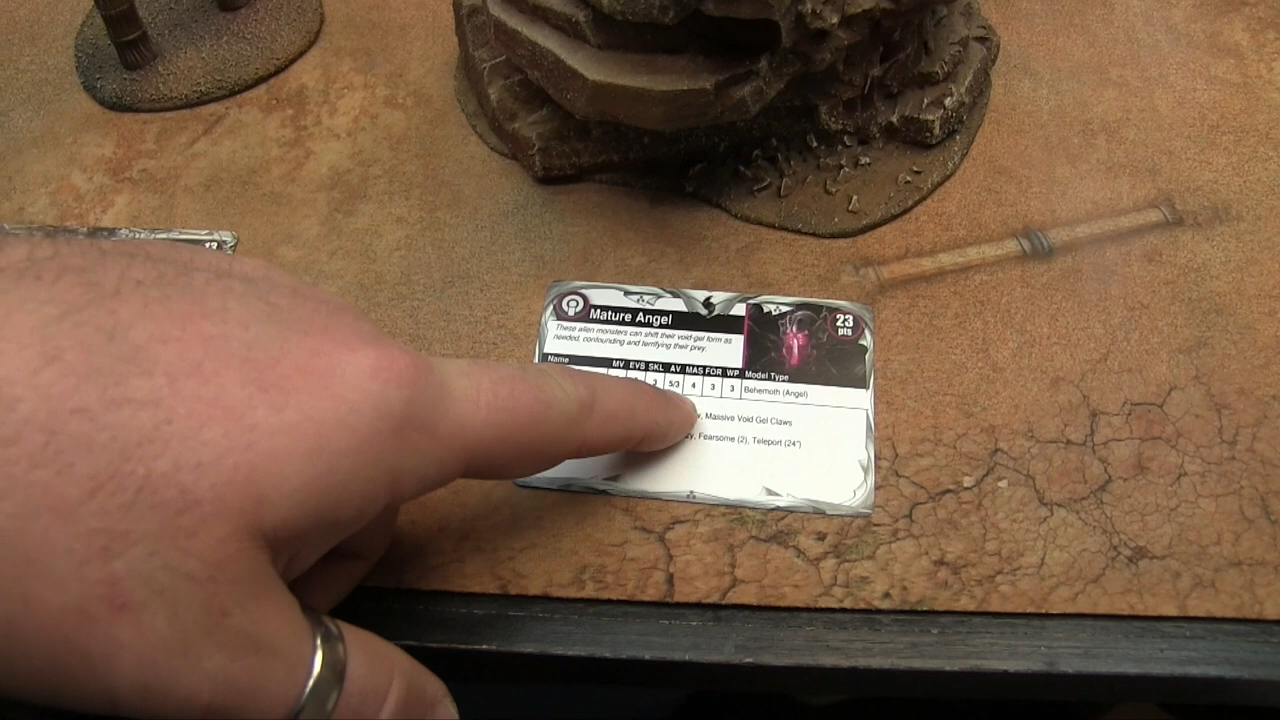 13
Mature Angel
23
pts
These alien monsters can shift their void-gel form as
needed, confounding and terrifying their prey.
Name MV EVS SKL AV MAS FOR WP Model Type
3 5/3 4 3 3 Behemoth (Angel)
Massive Void Gel Claws
Fearsome (2), Teleport (24")